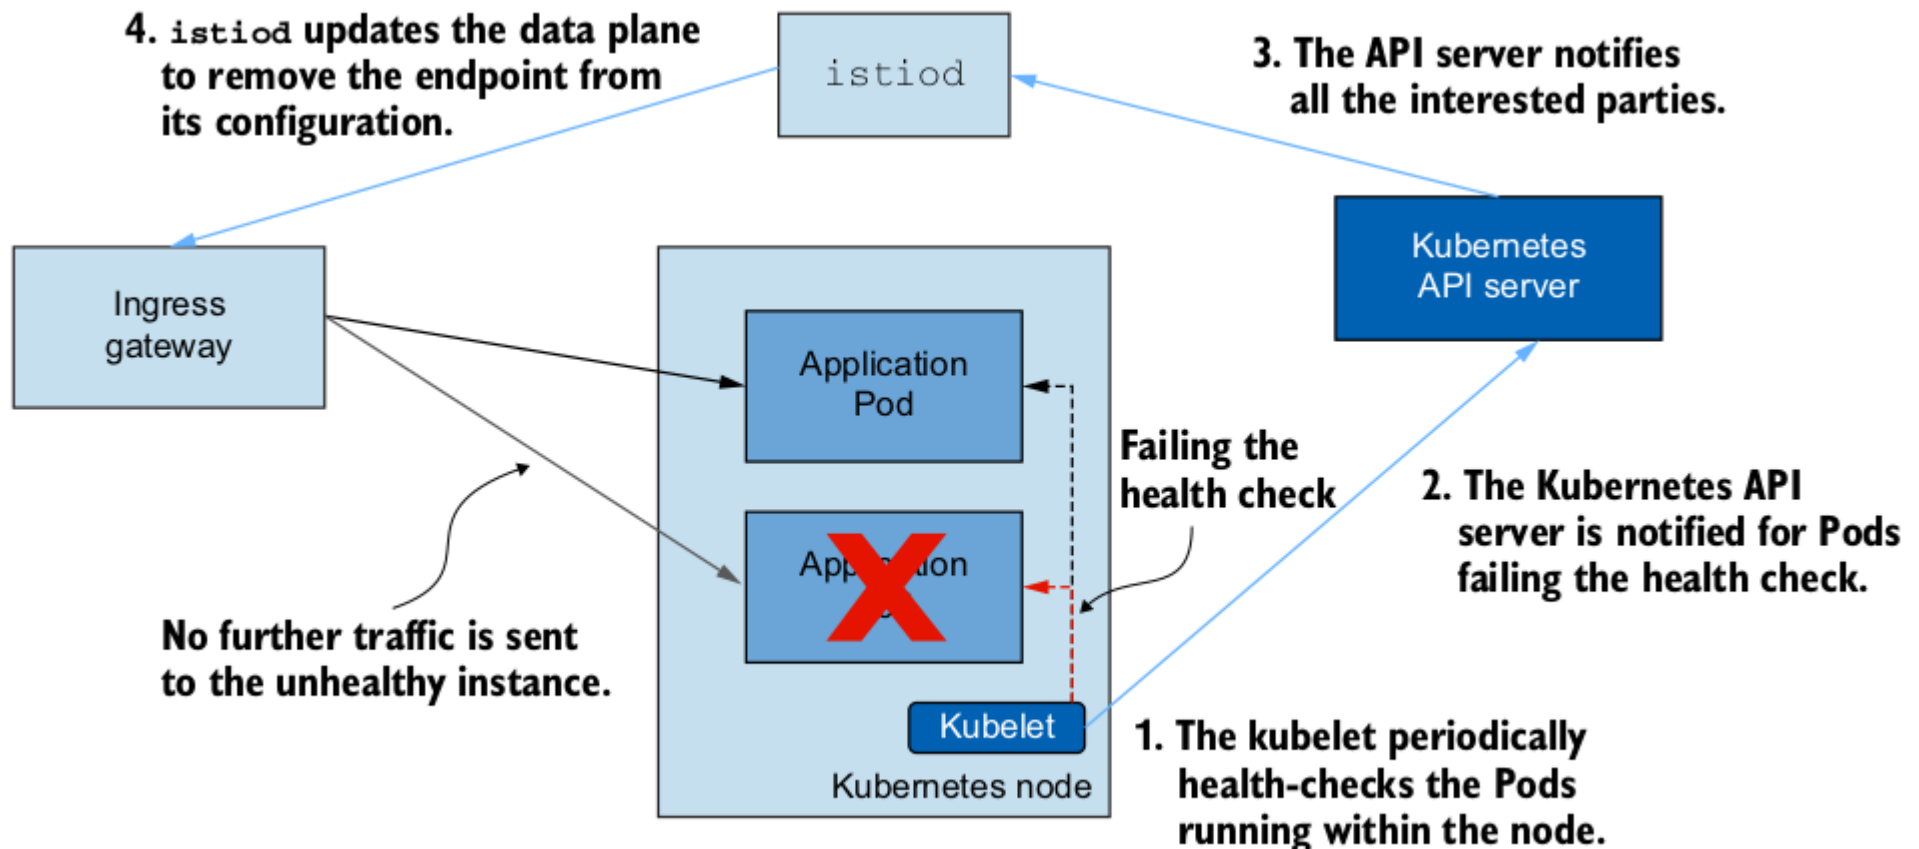 4. istiod updates the data plane
to remove the endpoint from
its configuration.
istiod
3. The API server notifies
all the interested parties.
Kubernetes
API server
Ingress
gateway
Application
Pod
Failing the
health check
2. The Kubernetes API
server is notified for Pods
failing the health check.
No further traffic is sent
to the unhealthy instance.
Kubelet
Kubernetes node
1. The kubelet periodically
health-checks the Pods
running within the node.